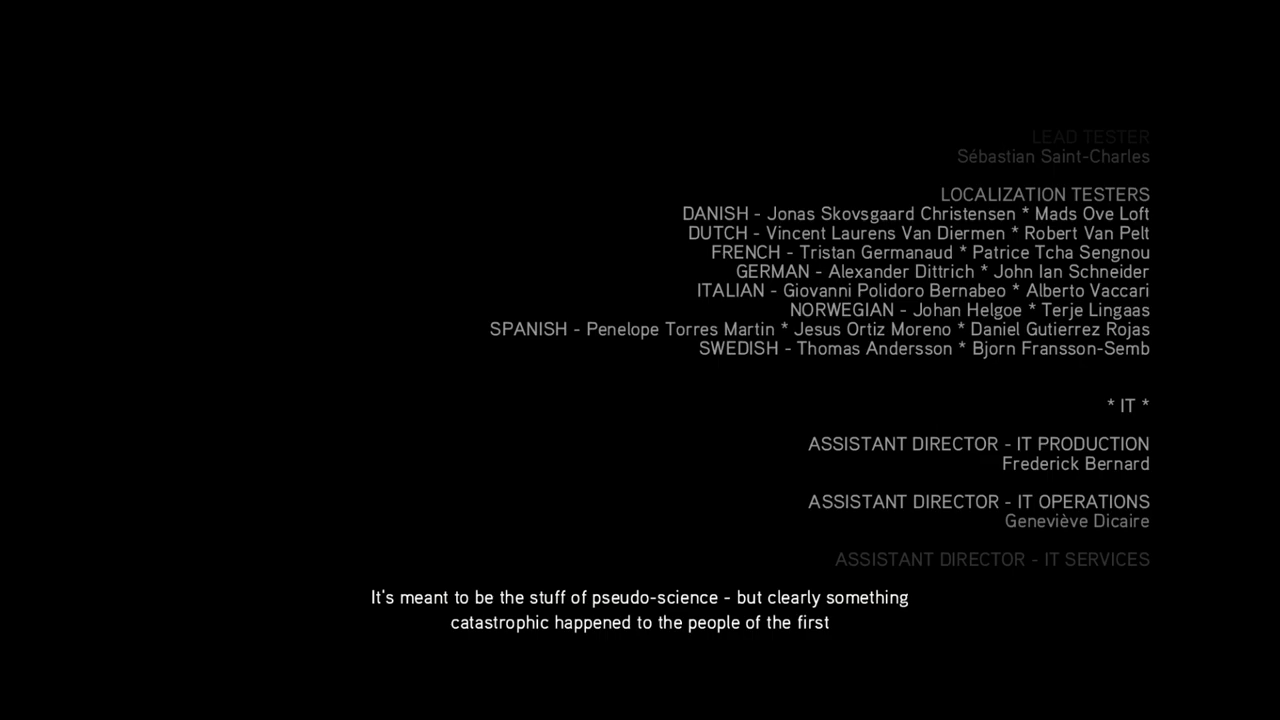 LEAD TESTER
Sébastian Saint-Charles
LOCALIZATION TESTERS
DANISH - Jonas Skovsgaard Christensen * Mads Ove Loft
DUTCH - Vincent Laurens Van Diermen * Robert Van Pelt
FRENCH - Tristan Germanaud * Patrice Tcha Sengnou
GERMAN - Alexander Dittrich * John Ian Schneider
ITALIAN - Giovanni Polidoro Bernabeo * Alberto Vaccari
NORWEGIAN - Johan Helgoe * Terje Lingaas
SPANISH - Penelope Torres Martin * Jesus Ortiz Moreno * Daniel Gutierrez Rojas
SWEDISH - Thomas Andersson * Bjorn Fransson-Semb
* IT *
ASSISTANT DIRECTOR - IT PRODUCTION
Frederick Bernard
ASSISTANT DIRECTOR - IT OPERATIONS
Geneviève Dicaire
ASSISTANT DIRECTOR - IT SERVICES
It's meant to be the stuff of pseudo-science - but clearly something
catastrophic happened to the people of the first